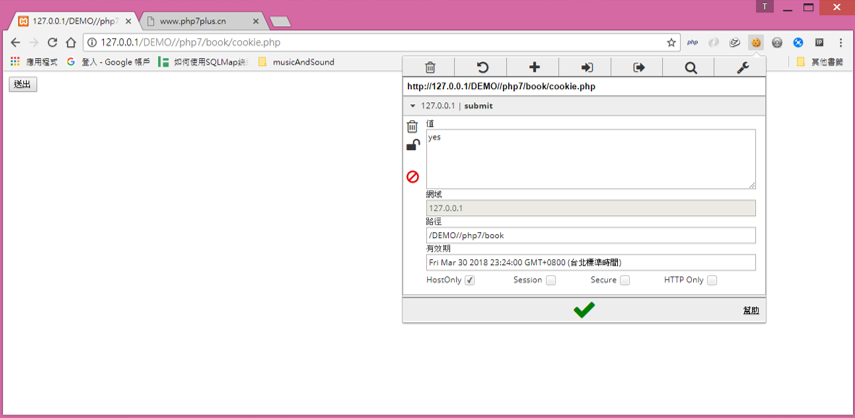 127.0.0.1/DEMO//php7
www.php7plus.cn
T
127.0.0.1/DEMO//php7/book/cookie.php
php
應用程式
登入 - Google 帳戶
如何使用SQLMap
musicAndSound
其他書籤
送出
http://127.0.0.1/DEMO//php7/book/cookie.php
127.0.0.1 | submit
值
yes
網域
127.0.0.1
路徑
/DEMO//php7/book
有效期
Fri Mar 30 2018 23:24:00 GMT+0800 (台北標準時間)
HostOnly Session Secure HTTP Only
幫助